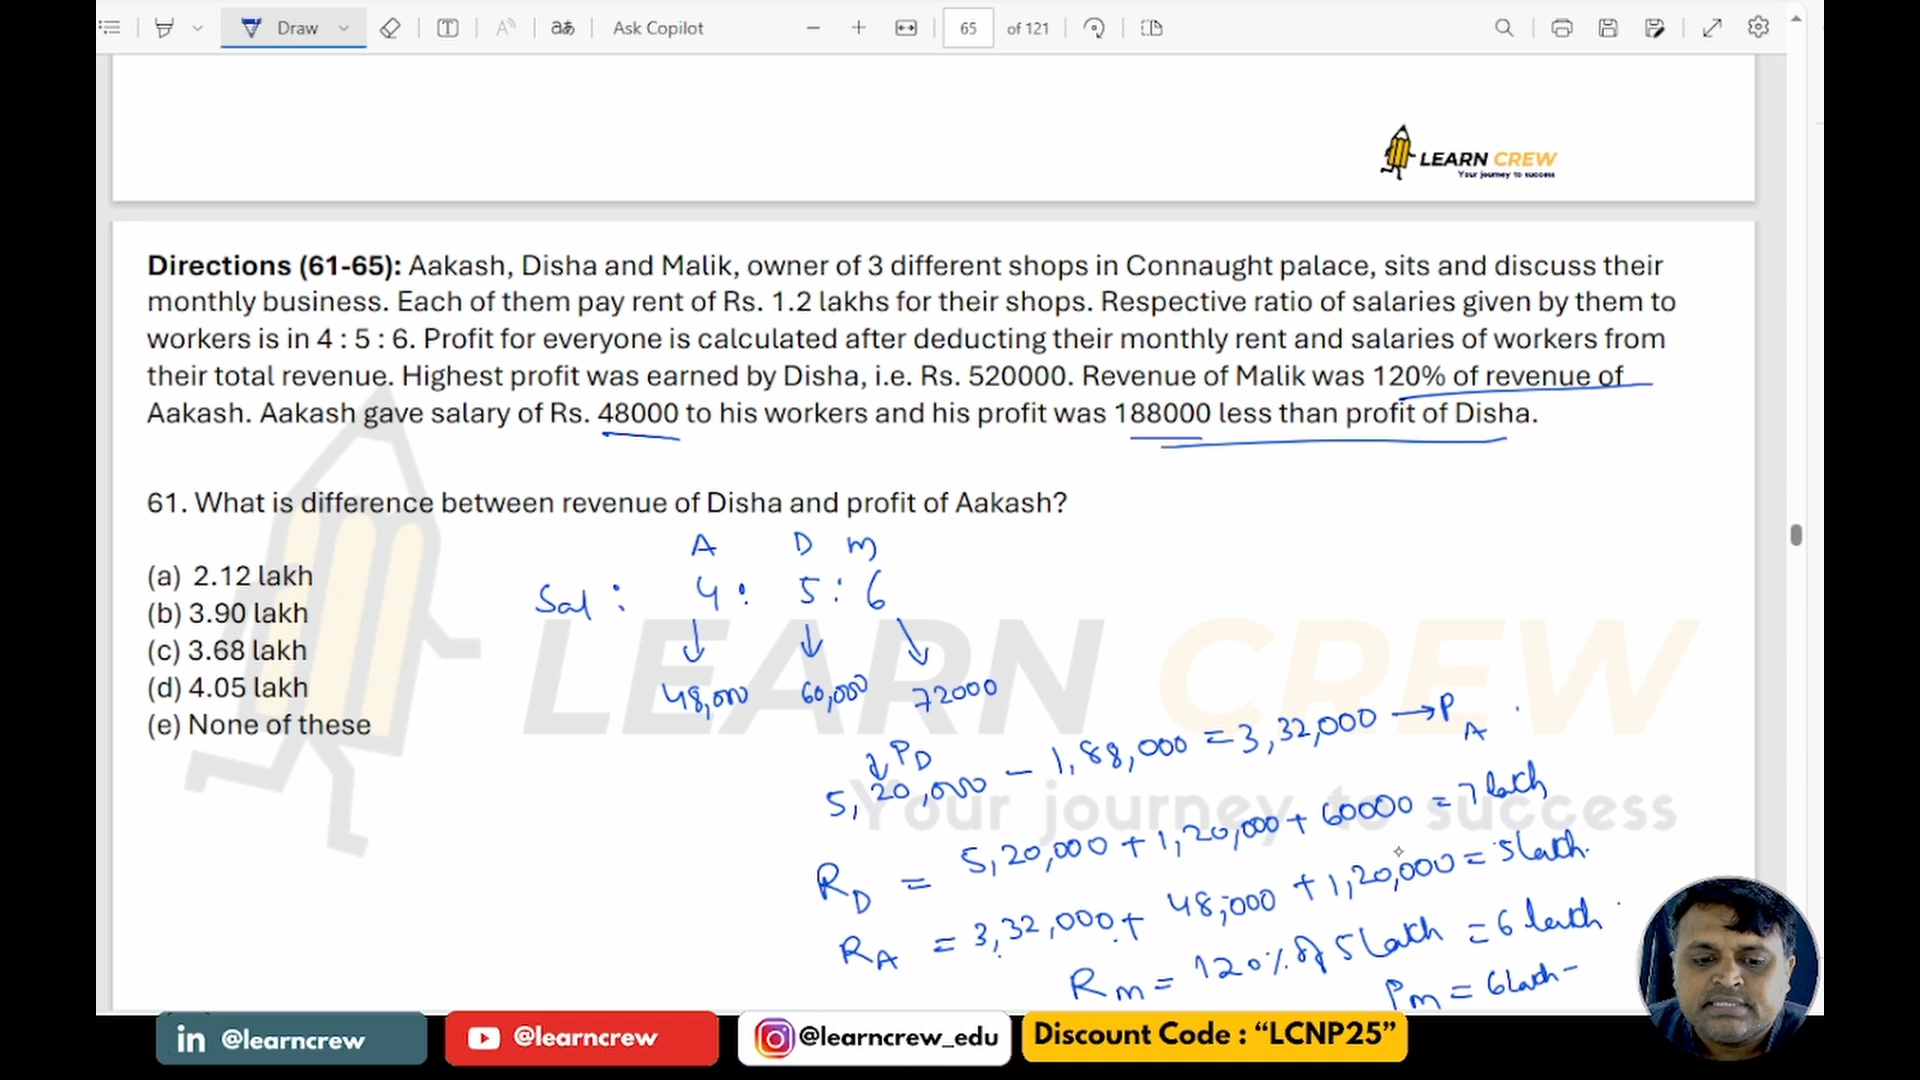 Draw
Ask Copilot
65 of 121
LEARN CREW
Your journey to success
Directions (61-65): Aakash, Disha and Malik, owner of 3 different shops in Connaught palace, sits and discuss their
monthly business. Each of them pay rent of Rs. 1.2 lakhs for their shops. Respective ratio of salaries given by them to
workers is in 4 : 5 : 6. Profit for everyone is calculated after deducting their monthly rent and salaries of workers from
their total revenue. Highest profit was earned by Disha, i.e. Rs. 520000. Revenue of Malik was 120% of revenue of
Aakash. Aakash gave salary of Rs. 48000 to his workers and his profit was 188000 less than profit of Disha.
61. What is difference between revenue of Disha and profit of Aakash?
(a) 2.12 lakh
(b) 3.90 lakh
(c) 3.68 lakh
(d) 4.05 lakh
(e) None of these
A D M
Sal : 4 : 5 : 6
48,000 60,000 72000
PD
5,20,000 - 1,88,000 = 3,32,000 → PA
RD = 5,20,000 + 1,20,000 + 60000 = 7 lakh
RA = 3,32,000 + 48,000 + 1,20,000 = 5 lakh
RM = 120% of 5 lakh = 6 lakh
PM = 6 lakh -
LEARN CREW
Your journey to success
in @learncrew
@learncrew
@learncrew_edu
Discount Code : “LCNP25”